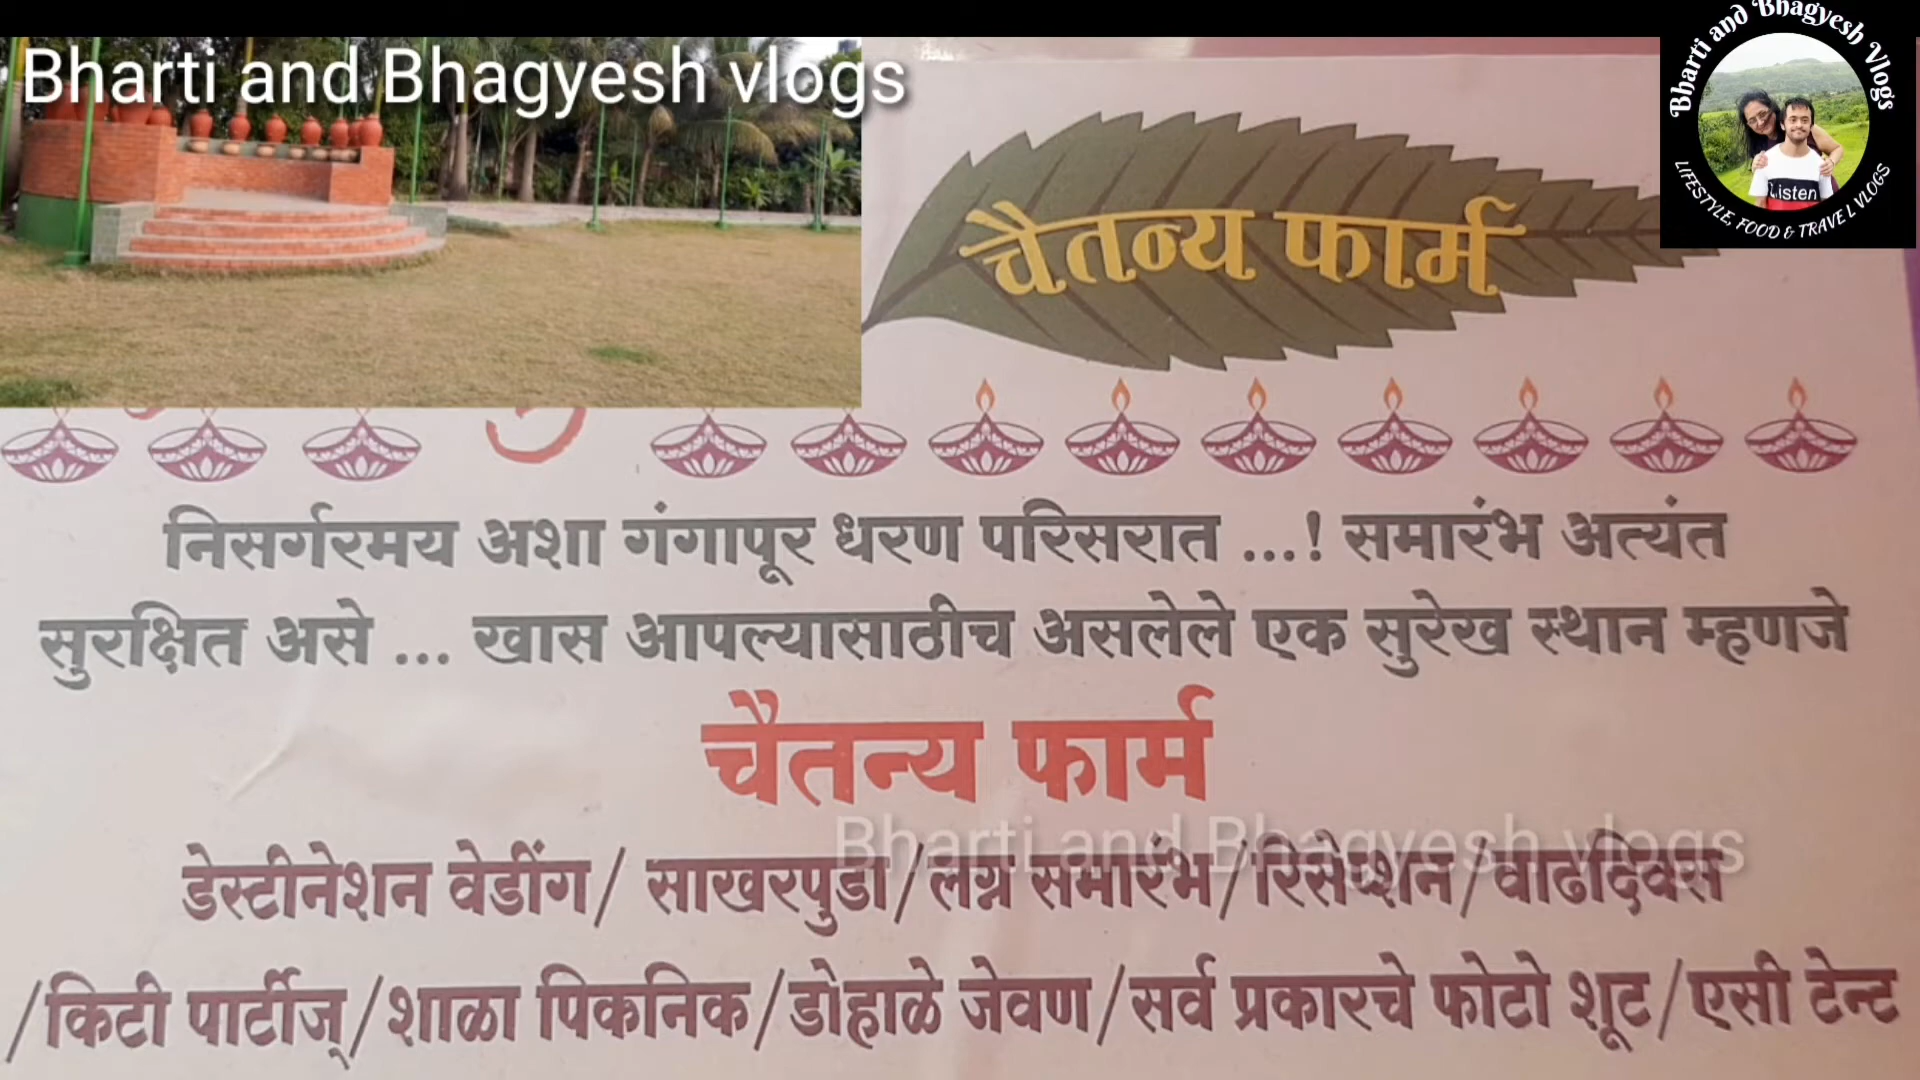 Bharti and Bhagyesh vlogs
Bharti and Bhagyesh Vlogs
Listen
LIFESTYLE, FOOD & TRAVEL VLOGS
चैतन्य फार्म
निसर्गरमय अशा गंगापूर धरण परिसरात ...! समारंभ अत्यंत
सुरक्षित असे ... खास आपल्यासाठीच असलेले एक सुरेख स्थान म्हणजे
चैतन्य फार्म
Bharti and Bhagyesh vlogs
डेस्टीनेशन वेडींग/ साखरपुडा/लग्न समारंभ/रिसेप्शन/वाढदिवस
/किटी पार्टीज्/शाळा पिकनिक/डोहाळे जेवण/सर्व प्रकारचे फोटो शूट/एसी टेन्ट